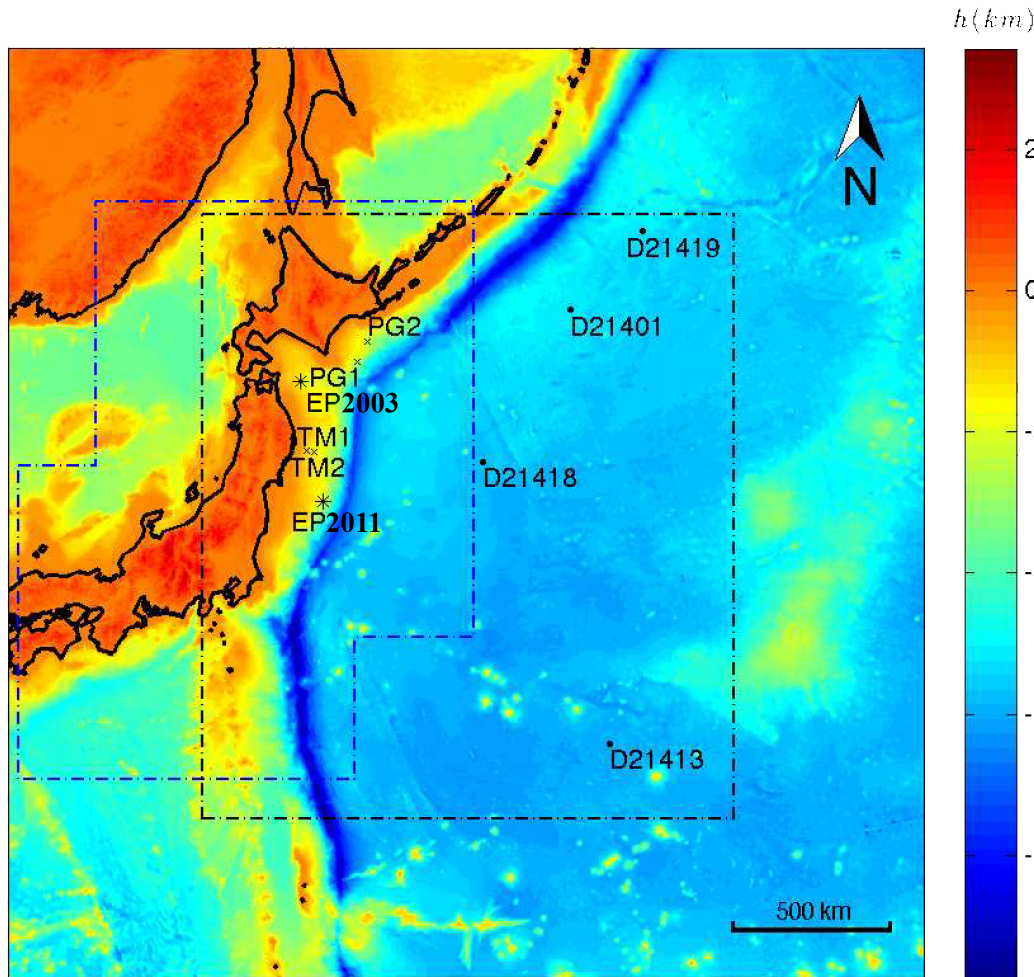 h(km)
2
N
D21419
0
D21401
PG2
PG1
EP2003
TM1
TM2
D21418
EP2011
-
-
D21413
-
-
500 km